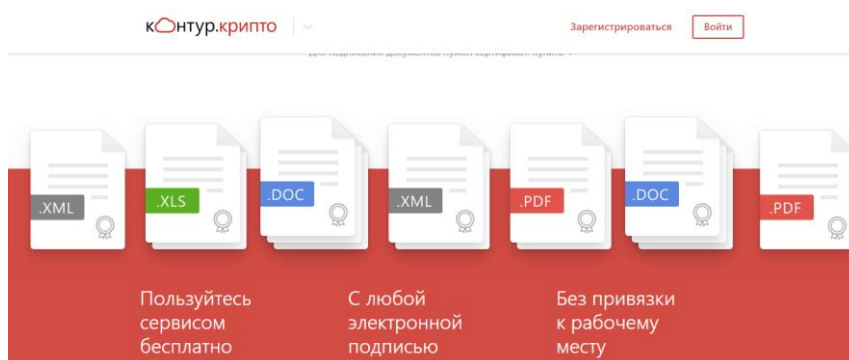 контур.крипто
Зарегистрироваться
Войти
.XML
.XLS
.DOC
.XML
.PDF
.DOC
.PDF
Пользуйтесь
сервисом
бесплатно
С любой
электронной
подписью
Без привязки
к рабочему
месту